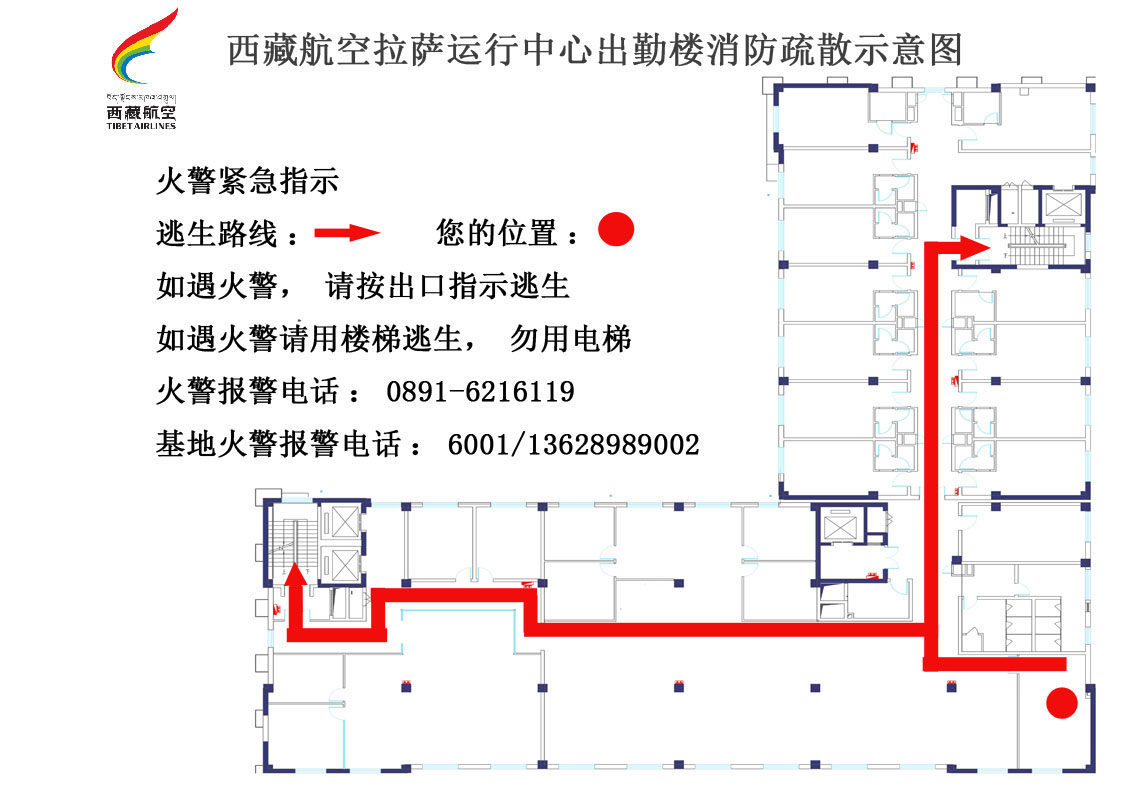 西藏航空拉萨运行中心出勤楼消防疏散示意图
西藏航空
TIBET AIRLINES
火警紧急指示
逃生路线： 您的位置：
如遇火警， 请按出口指示逃生
如遇火警请用楼梯逃生， 勿用电梯
火警报警电话： 0891-6216119
基地火警报警电话： 6001/13628989002
上
下
上
下